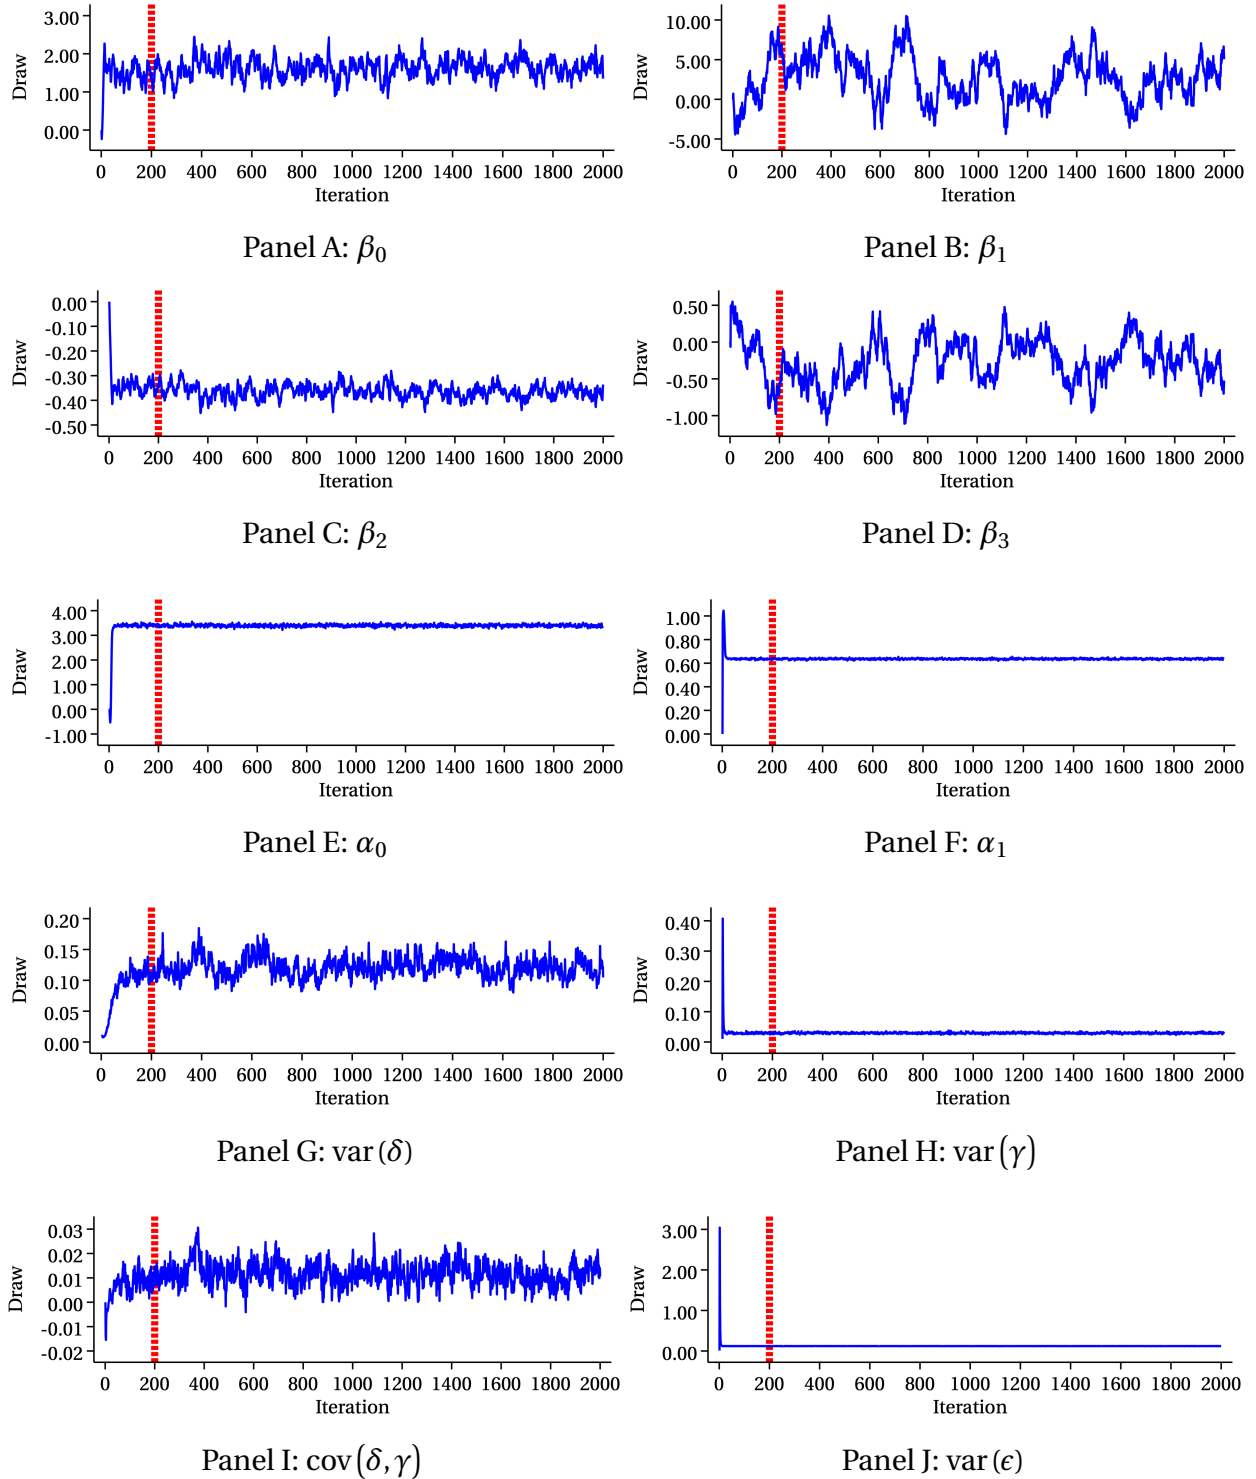 3.00
2.00
1.00
0.00
Draw
0 200 400 600 800 1000 1200 1400 1600 1800 2000
Iteration
Panel A: β₀
10.00
5.00
0.00
-5.00
Draw
0 200 400 600 800 1000 1200 1400 1600 1800 2000
Iteration
Panel B: β₁
0.00
-0.10
-0.20
-0.30
-0.40
-0.50
Draw
0 200 400 600 800 1000 1200 1400 1600 1800 2000
Iteration
Panel C: β₂
0.50
0.00
-0.50
-1.00
Draw
0 200 400 600 800 1000 1200 1400 1600 1800 2000
Iteration
Panel D: β₃
4.00
3.00
2.00
1.00
0.00
-1.00
Draw
0 200 400 600 800 1000 1200 1400 1600 1800 2000
Iteration
Panel E: α₀
1.00
0.80
0.60
0.40
0.20
0.00
Draw
0 200 400 600 800 1000 1200 1400 1600 1800 2000
Iteration
Panel F: α₁
0.20
0.15
0.10
0.05
0.00
Draw
0 200 400 600 800 1000 1200 1400 1600 1800 2000
Iteration
Panel G: var(δ)
0.40
0.30
0.20
0.10
0.00
Draw
0 200 400 600 800 1000 1200 1400 1600 1800 2000
Iteration
Panel H: var(γ)
0.03
0.02
0.01
0.00
-0.01
-0.02
Draw
0 200 400 600 800 1000 1200 1400 1600 1800 2000
Iteration
Panel I: cov(δ,γ)
3.00
2.00
1.00
0.00
Draw
0 200 400 600 800 1000 1200 1400 1600 1800 2000
Iteration
Panel J: var(ϵ)